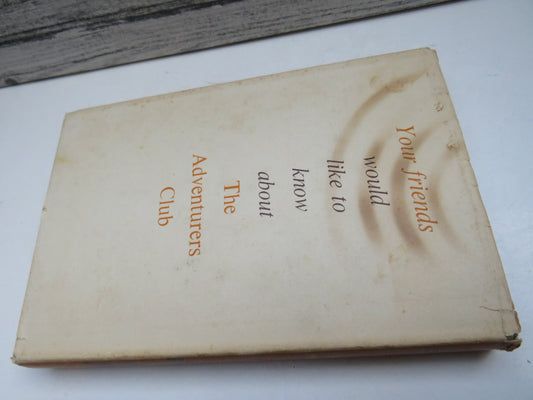 Your friends
would
like to
know
about
The
Adventurers
Club